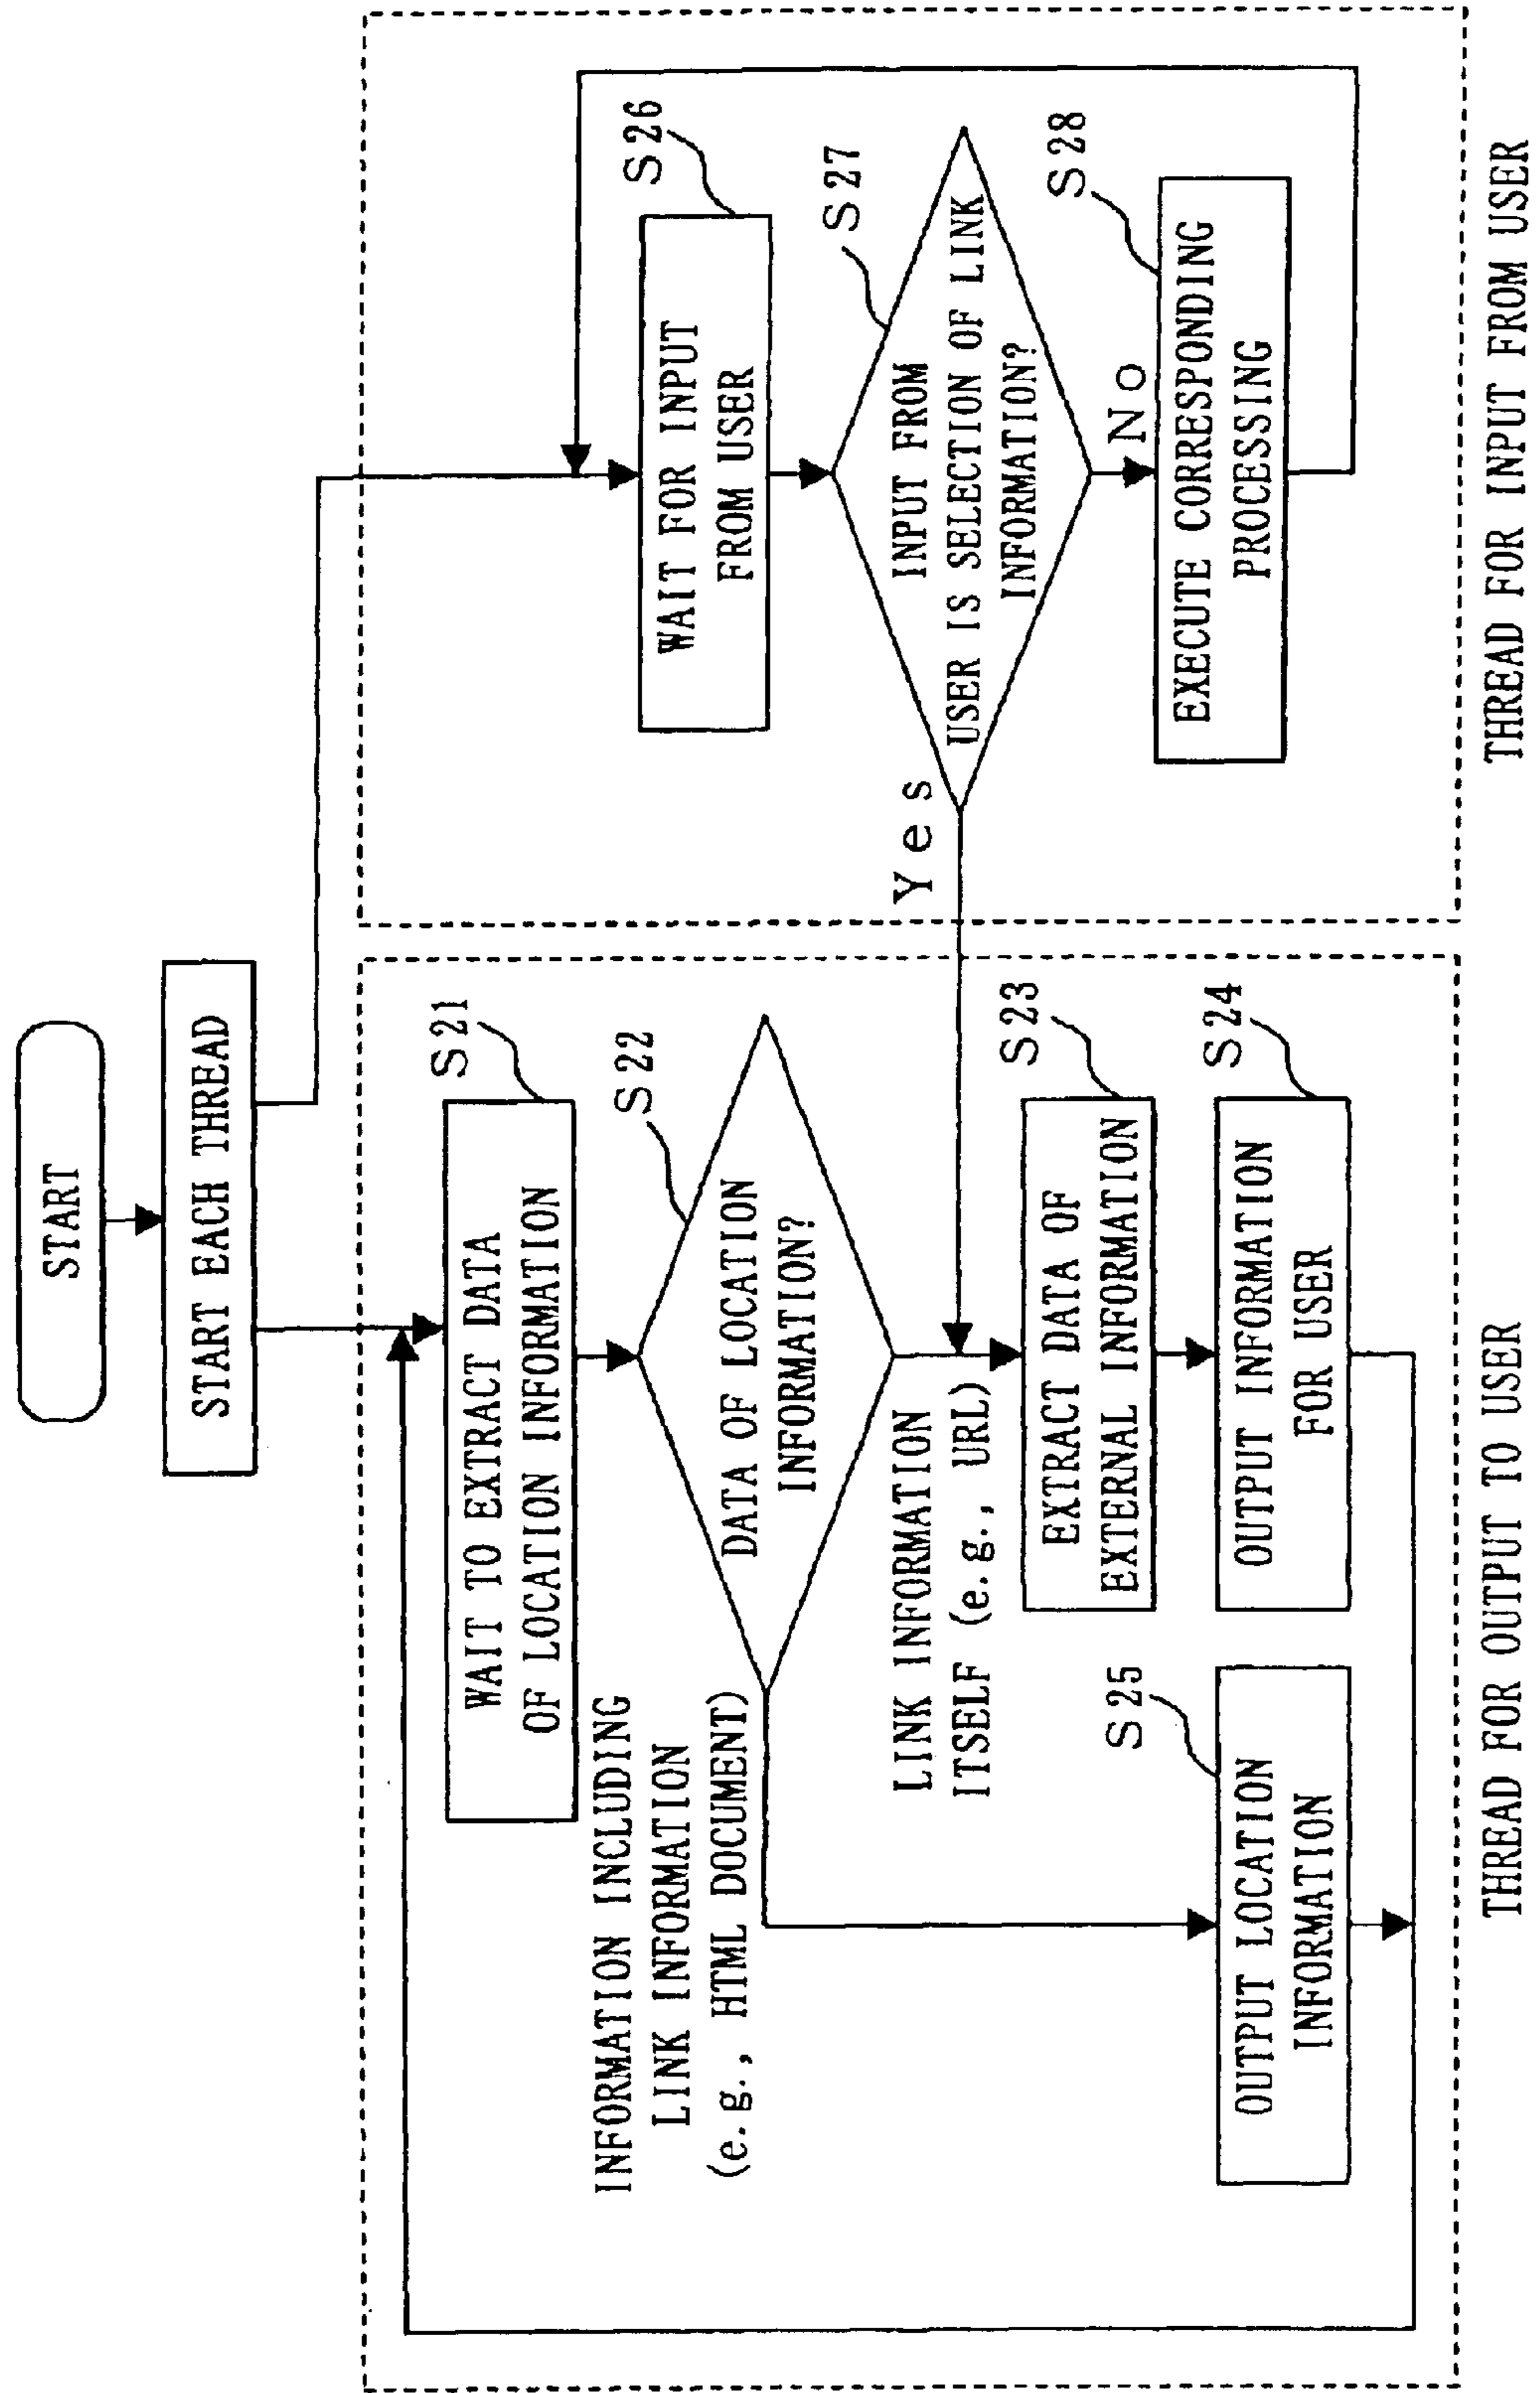 START
START EACH THREAD
S21
WAIT TO EXTRACT DATA
OF LOCATION INFORMATION
S22
DATA OF LOCATION
INFORMATION?
INFORMATION INCLUDING
LINK INFORMATION
(e.g., HTML DOCUMENT)
LINK INFORMATION
ITSELF (e.g., URL)
S23
EXTRACT DATA OF
EXTERNAL INFORMATION
S24
OUTPUT INFORMATION
FOR USER
S25
OUTPUT LOCATION
INFORMATION
THREAD FOR OUTPUT TO USER
S26
WAIT FOR INPUT
FROM USER
S27
INPUT FROM
USER IS SELECTION OF LINK
INFORMATION?
Yes
No
S28
EXECUTE CORRESPONDING
PROCESSING
THREAD FOR INPUT FROM USER